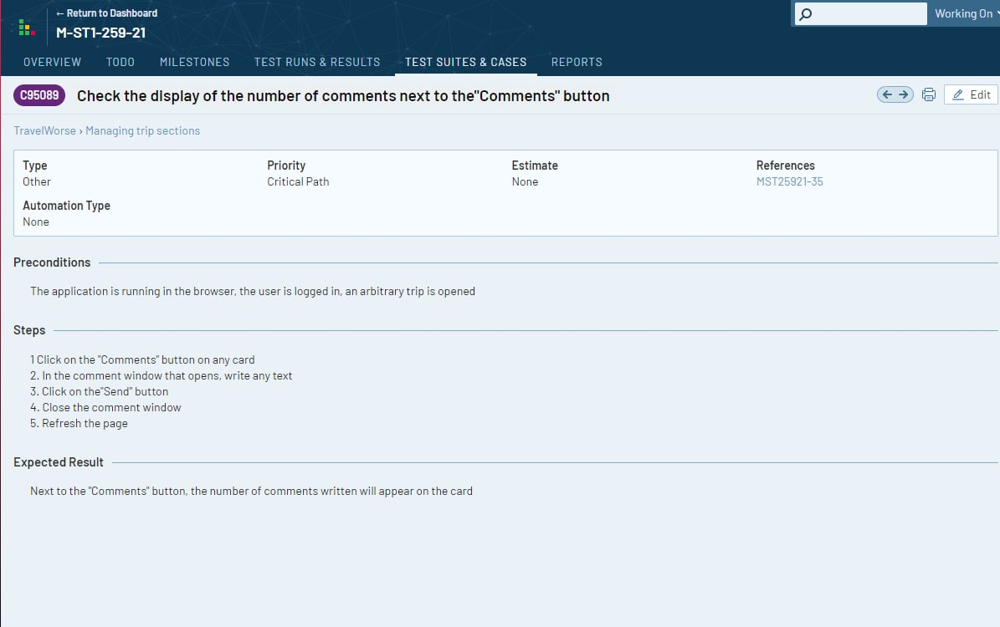 ← Return to Dashboard
M-ST1-259-21
Working On
OVERVIEW TODO MILESTONES TEST RUNS & RESULTS TEST SUITES & CASES REPORTS
C95089 Check the display of the number of comments next to the"Comments" button
Edit
TravelWorse › Managing trip sections
Type Priority Estimate References
Other Critical Path None MST25921-35
Automation Type
None
Preconditions
The application is running in the browser, the user is logged in, an arbitrary trip is opened
Steps
1 Click on the "Comments" button on any card
2. In the comment window that opens, write any text
3. Click on the"Send" button
4. Close the comment window
5. Refresh the page
Expected Result
Next to the "Comments" button, the number of comments written will appear on the card